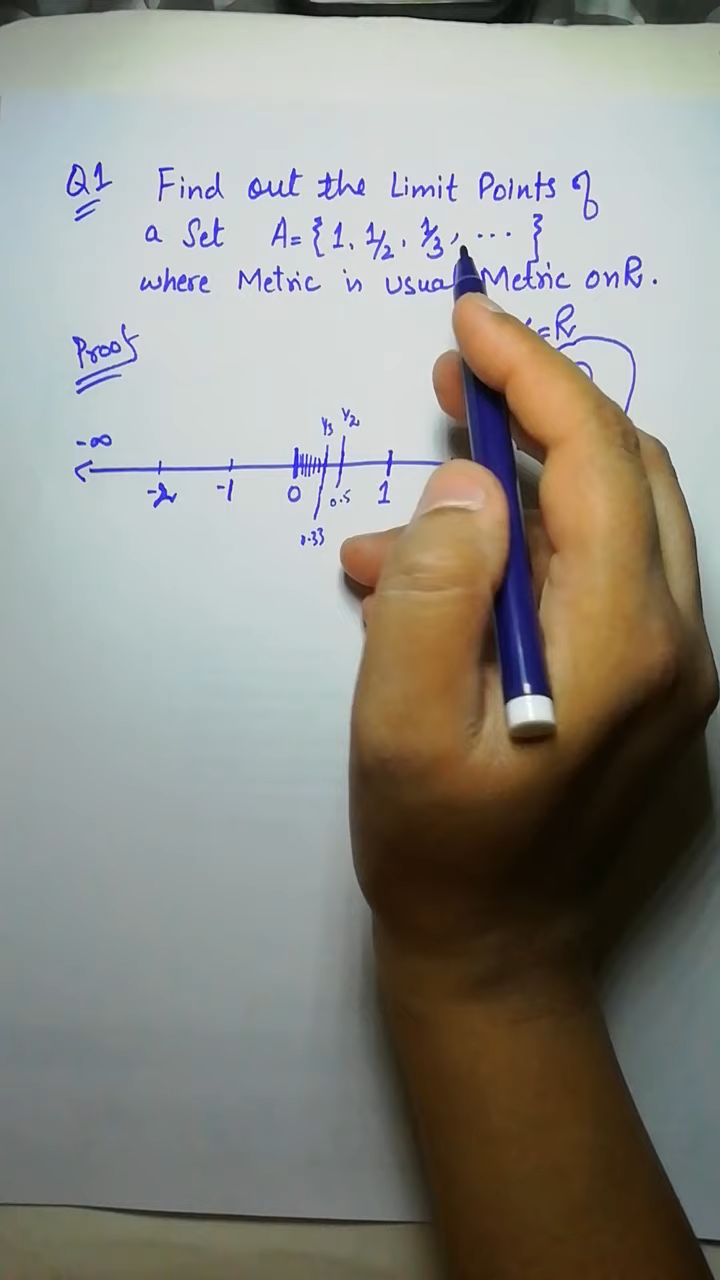 Q1 Find out the Limit Points of
a Set A = {1, 1/2, 1/3, ... }
where Metric is usual Metric on R.
= R
Proof
1/3 1/2
-∞
-2 -1 0 0.5 1
0.33